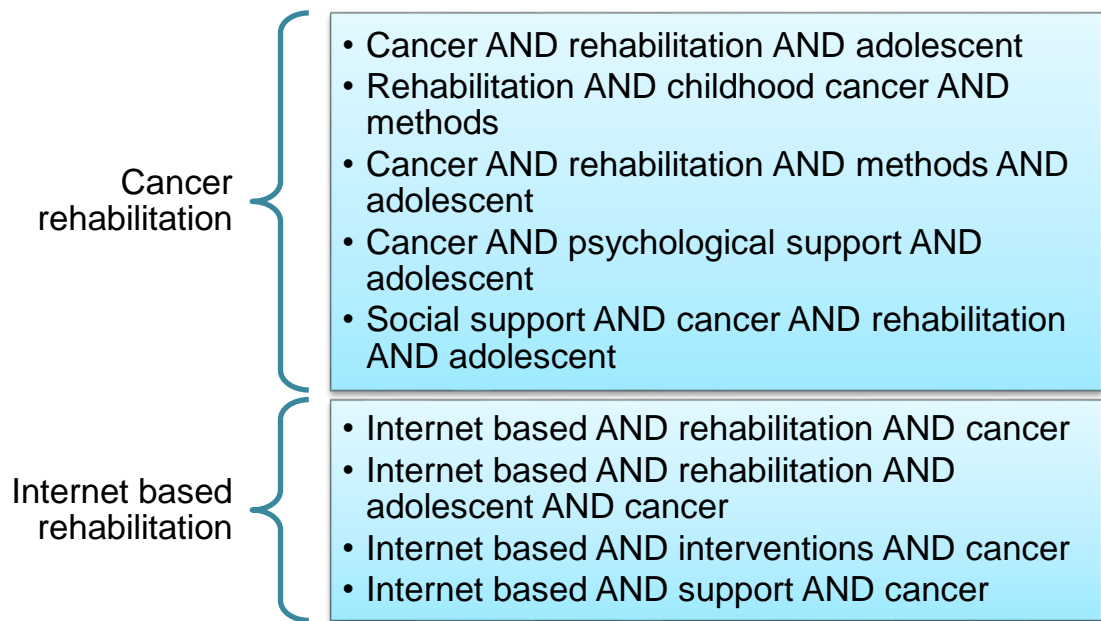 Cancer
rehabilitation
• Cancer AND rehabilitation AND adolescent
• Rehabilitation AND childhood cancer AND
methods
• Cancer AND rehabilitation AND methods AND
adolescent
• Cancer AND psychological support AND
adolescent
• Social support AND cancer AND rehabilitation
AND adolescent
Internet based
rehabilitation
• Internet based AND rehabilitation AND cancer
• Internet based AND rehabilitation AND
adolescent AND cancer
• Internet based AND interventions AND cancer
• Internet based AND support AND cancer